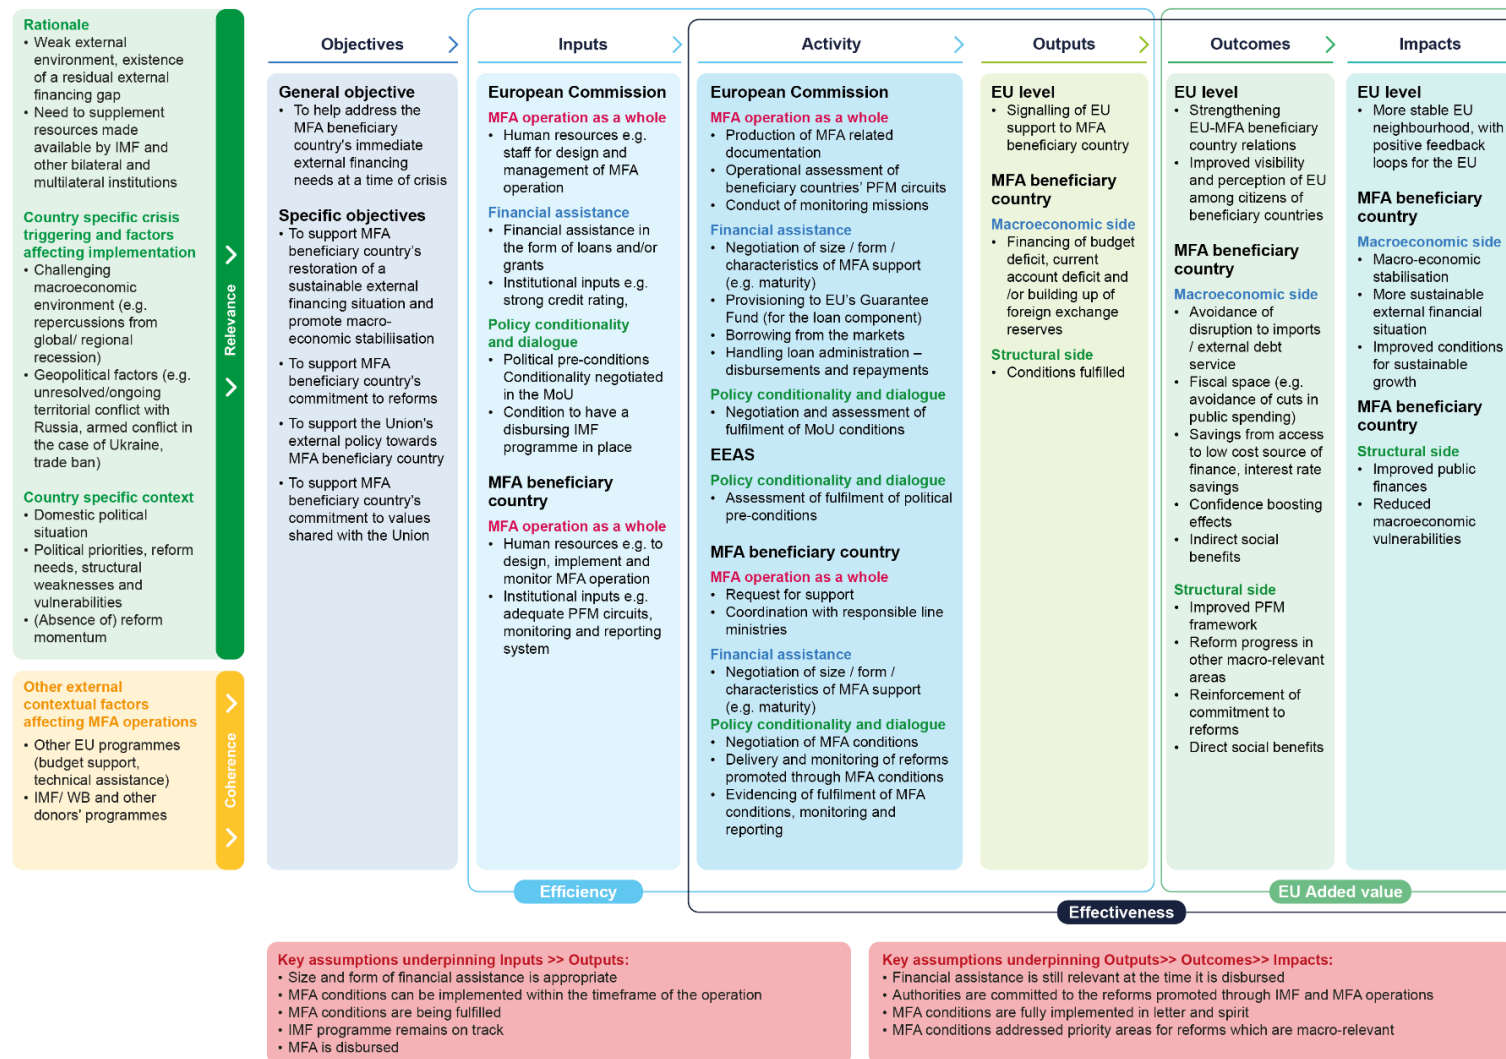 Rationale
• Weak external
environment, existence
of a residual external
financing gap
• Need to supplement
resources made
available by IMF and
other bilateral and
multilateral institutions
Country specific crisis
triggering and factors
affecting implementation
• Challenging
macroeconomic
environment (e.g.
repercussions from
global/ regional
recession)
• Geopolitical factors (e.g.
unresolved/ongoing
territorial conflict with
Russia, armed conflict in
the case of Ukraine,
trade ban)
Country specific context
• Domestic political
situation
• Political priorities, reform
needs, structural
weaknesses and
vulnerabilities
• (Absence of) reform
momentum
Relevance
Other external
contextual factors
affecting MFA operations
• Other EU programmes
(budget support,
technical assistance)
• IMF/ WB and other
donors' programmes
Coherence
Objectives
General objective
• To help address the
MFA beneficiary
country's immediate
external financing
needs at a time of crisis
Specific objectives
• To support MFA
beneficiary country's
restoration of a
sustainable external
financing situation and
promote macro-
economic stabilisation
• To support MFA
beneficiary country's
commitment to reforms
• To support the Union's
external policy towards
MFA beneficiary country
• To support MFA
beneficiary country's
commitment to values
shared with the Union
Inputs
European Commission
MFA operation as a whole
• Human resources e.g.
staff for design and
management of MFA
operation
Financial assistance
• Financial assistance in
the form of loans and/or
grants
• Institutional inputs e.g.
strong credit rating,
Policy conditionality
and dialogue
• Political pre-conditions
Conditionality negotiated
in the MoU
• Condition to have a
disbursing IMF
programme in place
MFA beneficiary
country
MFA operation as a whole
• Human resources e.g. to
design, implement and
monitor MFA operation
• Institutional inputs e.g.
adequate PFM circuits,
monitoring and reporting
system
Activity
European Commission
MFA operation as a whole
• Production of MFA related
documentation
• Operational assessment of
beneficiary countries' PFM circuits
• Conduct of monitoring missions
Financial assistance
• Negotiation of size / form /
characteristics of MFA support
(e.g. maturity)
• Provisioning to EU's Guarantee
Fund (for the loan component)
• Borrowing from the markets
• Handling loan administration –
disbursements and repayments
Policy conditionality and dialogue
• Negotiation and assessment of
fulfilment of MoU conditions
EEAS
Policy conditionality and dialogue
• Assessment of fulfilment of political
pre-conditions
MFA beneficiary country
MFA operation as a whole
• Request for support
• Coordination with responsible line
ministries
Financial assistance
• Negotiation of size / form /
characteristics of MFA support
(e.g. maturity)
Policy conditionality and dialogue
• Negotiation of MFA conditions
• Delivery and monitoring of reforms
promoted through MFA conditions
• Evidencing of fulfilment of MFA
conditions, monitoring and
reporting
Outputs
EU level
• Signalling of EU
support to MFA
beneficiary country
MFA beneficiary
country
Macroeconomic side
• Financing of budget
deficit, current
account deficit and
/or building up of
foreign exchange
reserves
Structural side
• Conditions fulfilled
Outcomes
EU level
• Strengthening
EU-MFA beneficiary
country relations
• Improved visibility
and perception of EU
among citizens of
beneficiary countries
MFA beneficiary
country
Macroeconomic side
• Avoidance of
disruption to imports
/ external debt
service
• Fiscal space (e.g.
avoidance of cuts in
public spending)
• Savings from access
to low cost source of
finance, interest rate
savings
• Confidence boosting
effects
• Indirect social
benefits
Structural side
• Improved PFM
framework
• Reform progress in
other macro-relevant
areas
• Reinforcement of
commitment to
reforms
• Direct social benefits
Impacts
EU level
• More stable EU
neighbourhood, with
positive feedback
loops for the EU
MFA beneficiary
country
Macroeconomic side
• Macro-economic
stabilisation
• More sustainable
external financial
situation
• Improved conditions
for sustainable
growth
MFA beneficiary
country
Structural side
• Improved public
finances
• Reduced
macroeconomic
vulnerabilities
Efficiency
EU Added value
Effectiveness
Key assumptions underpinning Inputs >> Outputs:
• Size and form of financial assistance is appropriate
• MFA conditions can be implemented within the timeframe of the operation
• MFA conditions are being fulfilled
• IMF programme remains on track
• MFA is disbursed
Key assumptions underpinning Outputs>> Outcomes>> Impacts:
• Financial assistance is still relevant at the time it is disbursed
• Authorities are committed to the reforms promoted through IMF and MFA operations
• MFA conditions are fully implemented in letter and spirit
• MFA conditions addressed priority areas for reforms which are macro-relevant